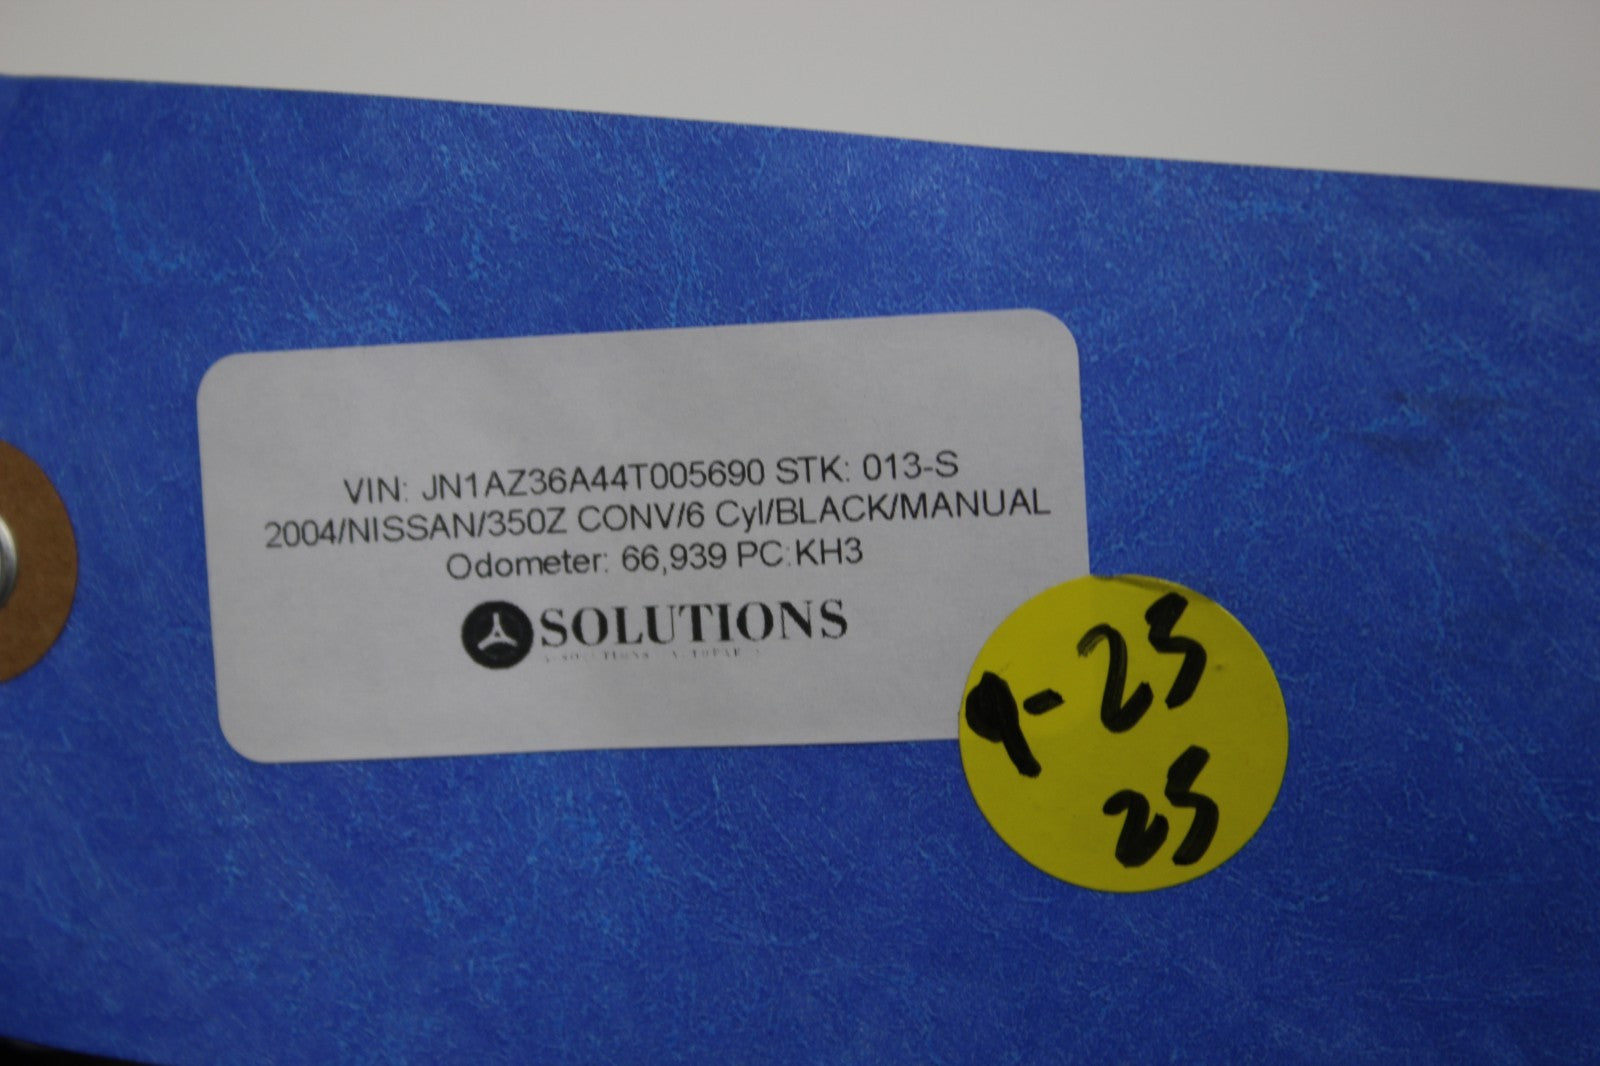 VIN: JN1AZ36A44T005690 STK: 013-S
2004/NISSAN/350Z CONV/6 Cyl/BLACK/MANUAL
Odometer: 66,939 PC:KH3
SOLUTIONS
9-25
25